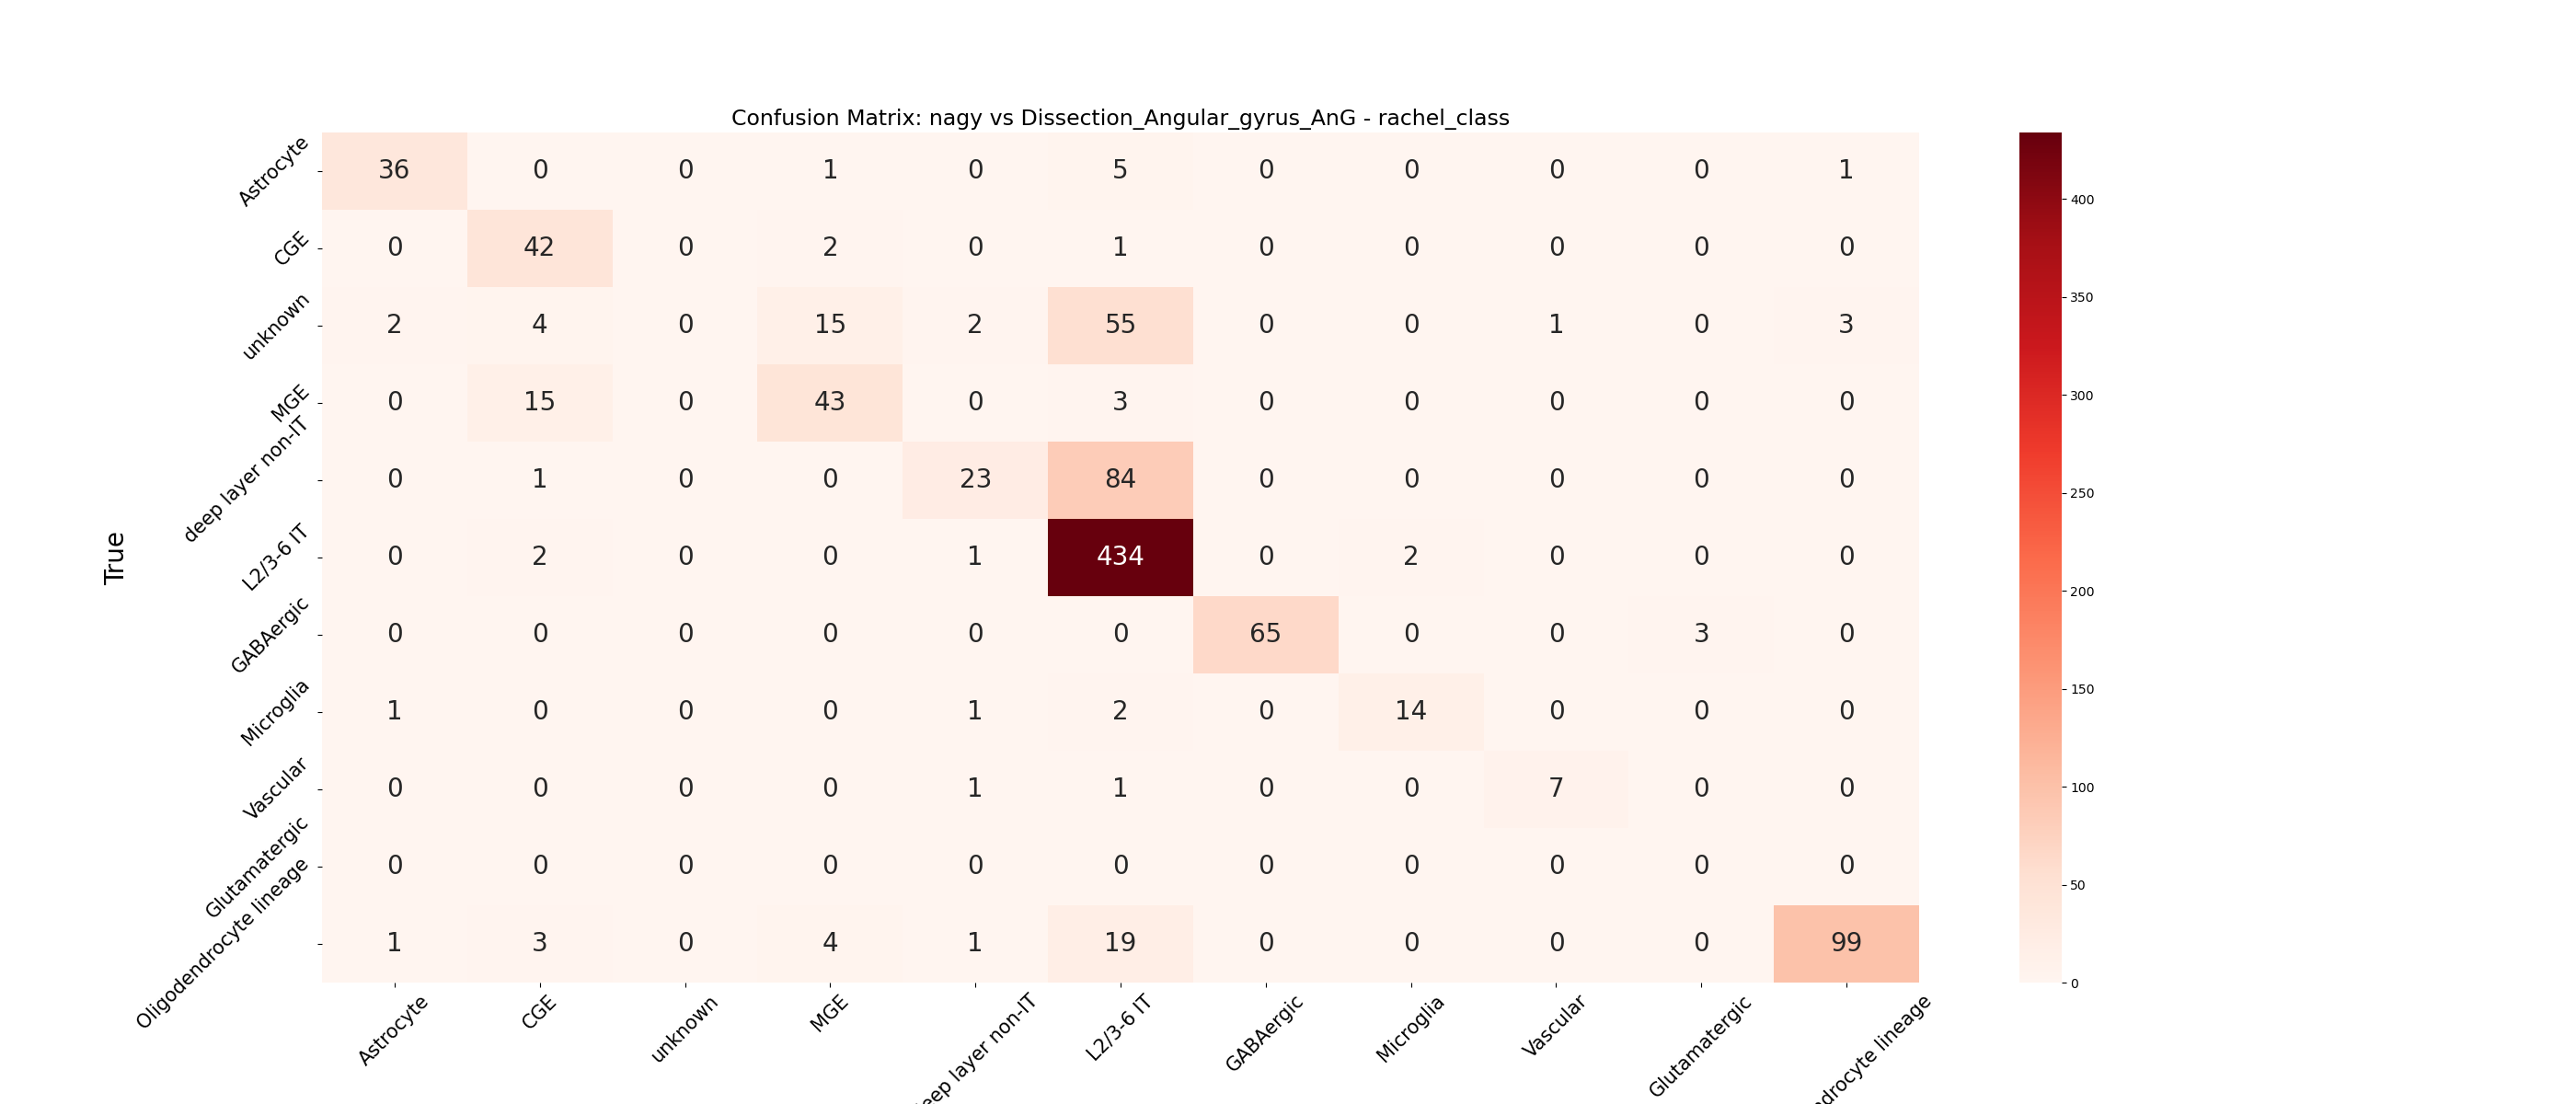 Confusion Matrix: nagy vs Dissection_Angular_gyrus_AnG - rachel_class
Astrocyte 36 0 0 1 0 5 0 0 0 0 1
CGE 0 42 0 2 0 1 0 0 0 0 0
unknown 2 4 0 15 2 55 0 0 1 0 3
MGE 0 15 0 43 0 3 0 0 0 0 0
deep layer non-IT 0 1 0 0 23 84 0 0 0 0 0
L2/3-6 IT 0 2 0 0 1 434 0 2 0 0 0
GABAergic 0 0 0 0 0 0 65 0 0 3 0
Microglia 1 0 0 0 1 2 0 14 0 0 0
Vascular 0 0 0 0 1 1 0 0 7 0 0
Glutamatergic 0 0 0 0 0 0 0 0 0 0 0
Oligodendrocyte lineage 1 3 0 4 1 19 0 0 0 0 99
True
Astrocyte
CGE
unknown
MGE
eep layer non-IT
L2/3-6 IT
GABAergic
Microglia
Vascular
Glutamatergic
drocyte lineage
400
350
300
250
200
150
100
50
0